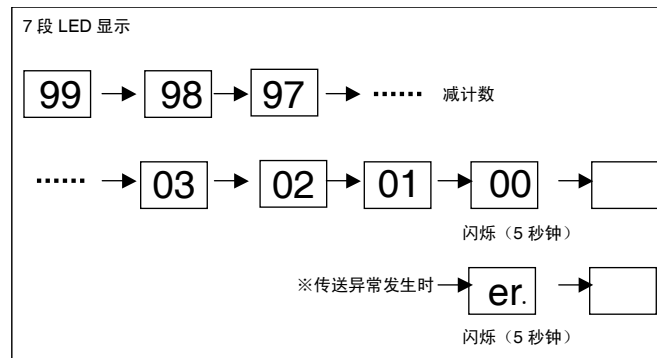 7 段 LED 显示
99 → 98 → 97 → ······ 减计数
······ → 03 → 02 → 01 → 00 →
闪烁（5 秒钟）
※传送异常发生时 → er. →
闪烁（5 秒钟）